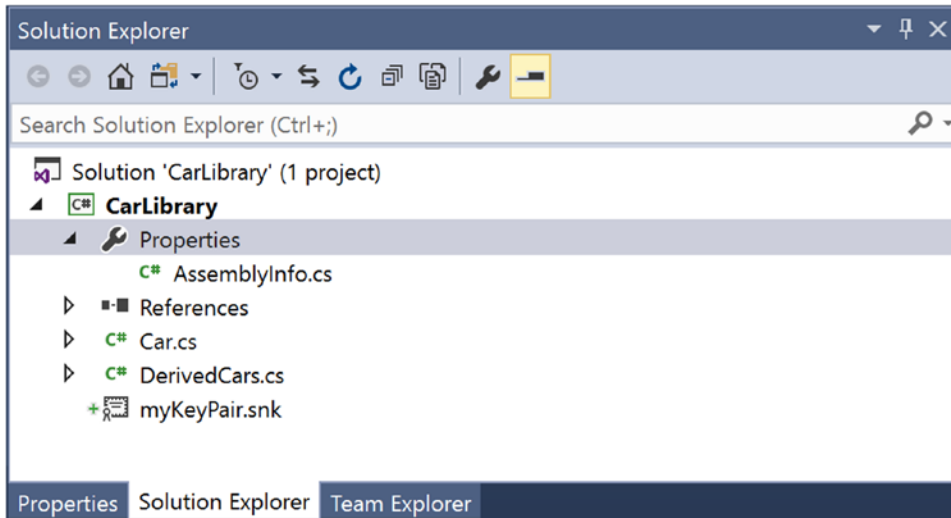 Solution Explorer
Search Solution Explorer (Ctrl+;)
Solution 'CarLibrary' (1 project)
C# CarLibrary
Properties
C# AssemblyInfo.cs
References
C# Car.cs
C# DerivedCars.cs
myKeyPair.snk
Properties Solution Explorer Team Explorer